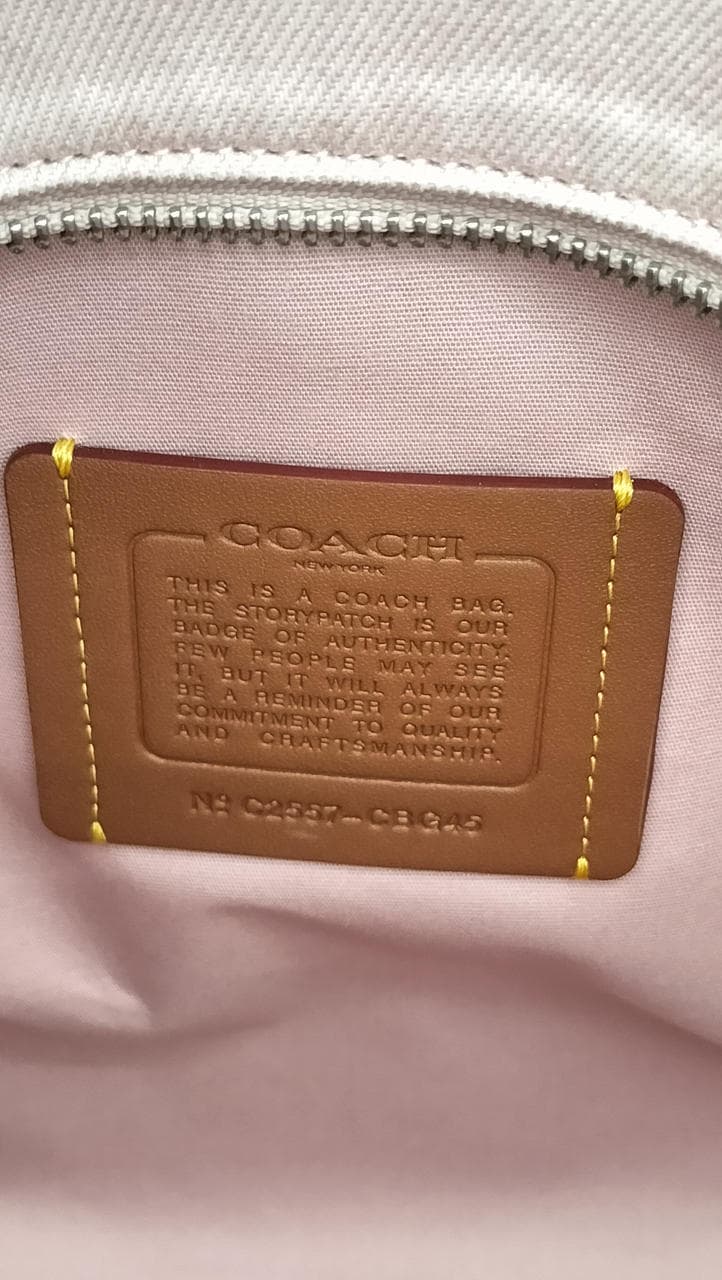 COACH
NEW YORK
THIS IS A COACH BAG.
THE STORYPATCH IS OUR
BADGE OF AUTHENTICITY.
FEW PEOPLE MAY SEE
IT, BUT IT WILL ALWAYS
BE A REMINDER OF OUR
COMMITMENT TO QUALITY
AND CRAFTSMANSHIP.
Nº C2557-CBG45